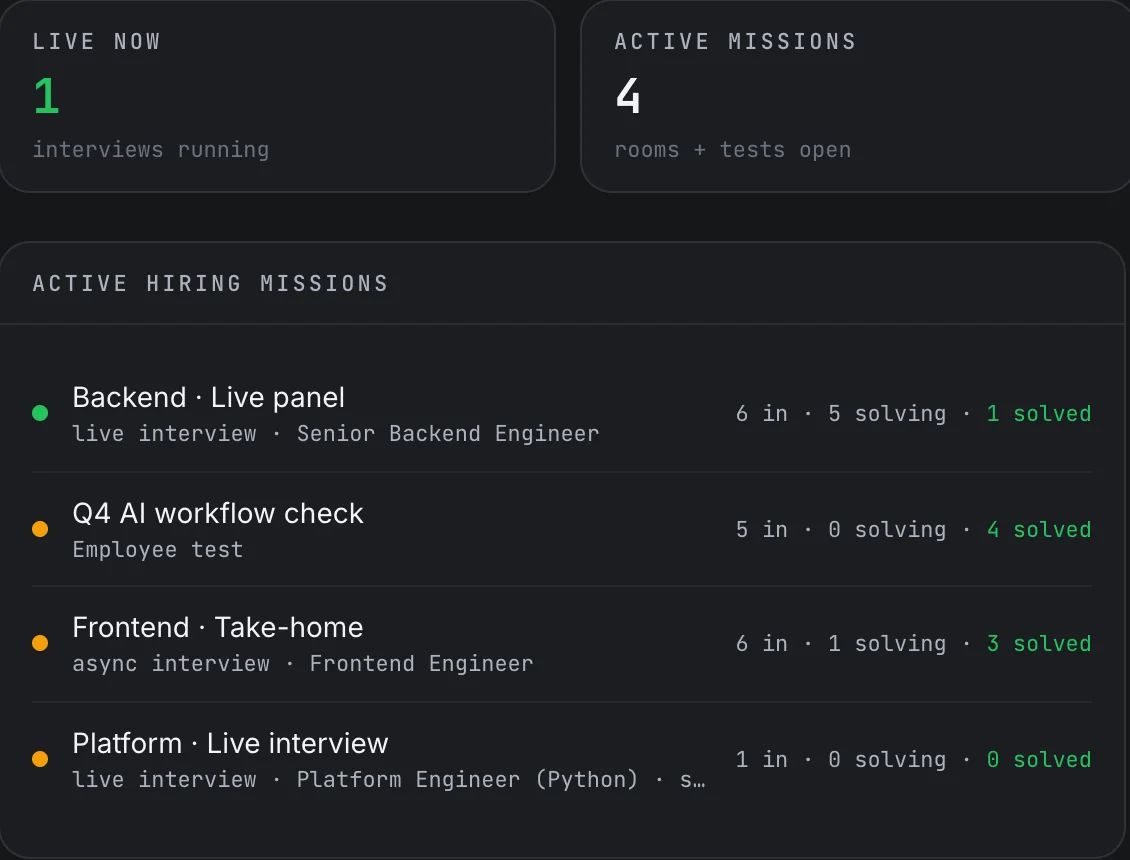 LIVE NOW
1
interviews running
ACTIVE MISSIONS
4
rooms + tests open
ACTIVE HIRING MISSIONS
Backend · Live panel
live interview · Senior Backend Engineer
6 in · 5 solving · 1 solved
Q4 AI workflow check
Employee test
5 in · 0 solving · 4 solved
Frontend · Take-home
async interview · Frontend Engineer
6 in · 1 solving · 3 solved
Platform · Live interview
live interview · Platform Engineer (Python) · s…
1 in · 0 solving · 0 solved